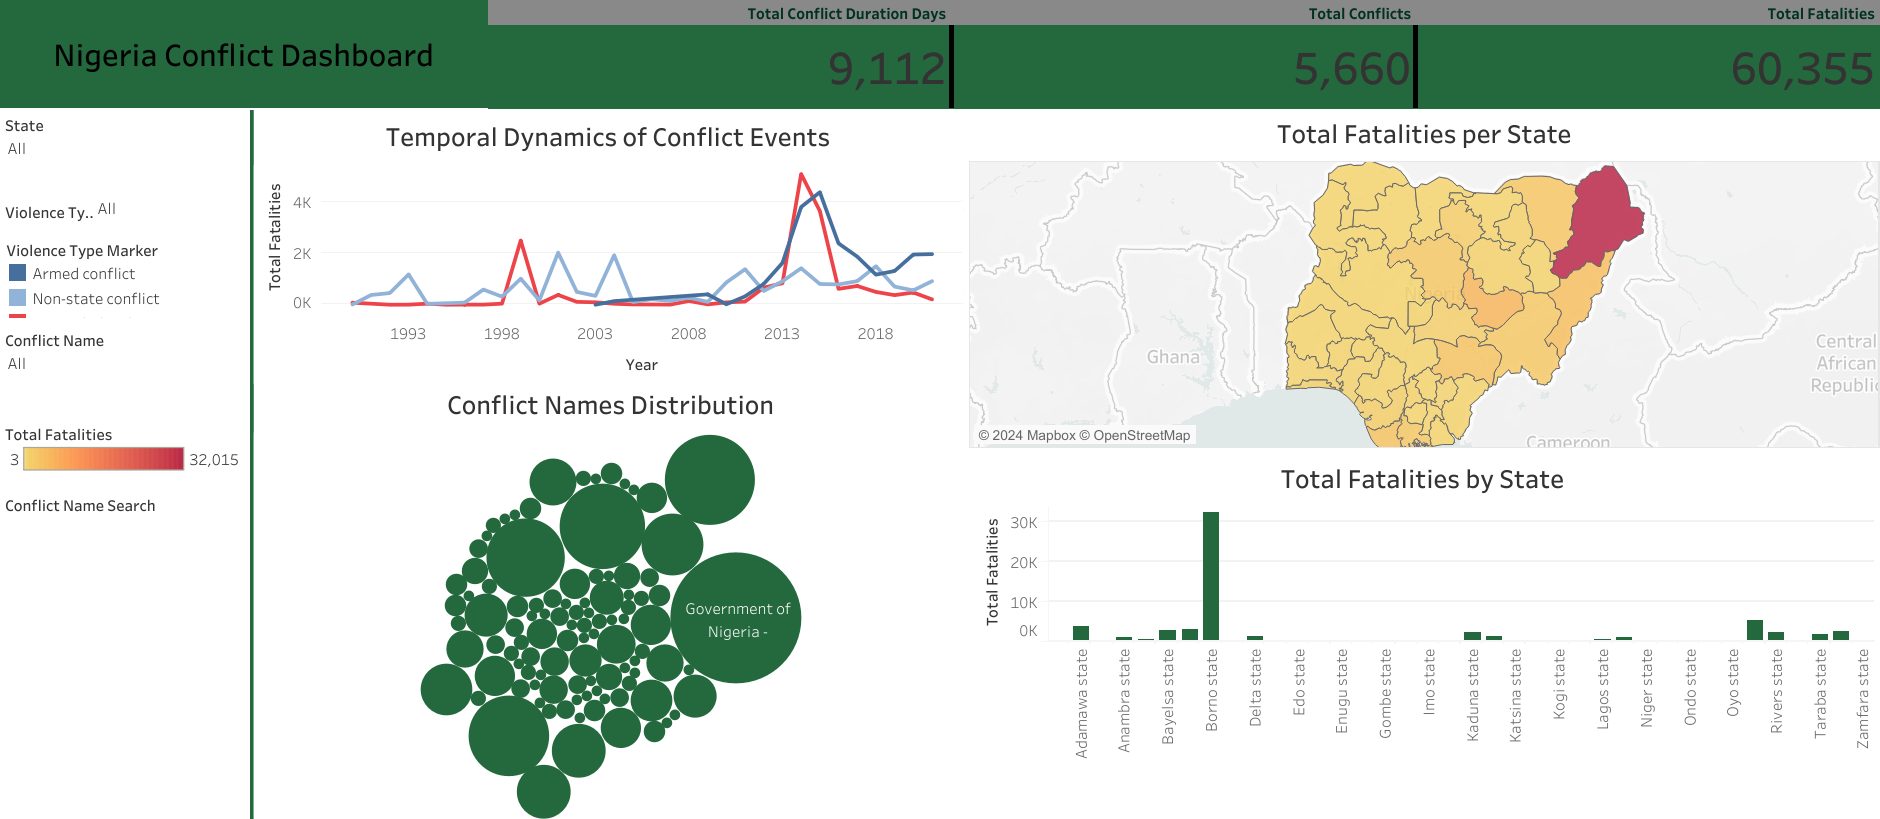 Nigeria Conflict Dashboard
Total Conflict Duration Days
9,112
Total Conflicts
5,660
Total Fatalities
60,355
State
All
Violence Ty.. All
Violence Type Marker
Armed conflict
Non-state conflict
Conflict Name
All
Total Fatalities
3
32,015
Conflict Name Search
Temporal Dynamics of Conflict Events
Total Fatalities
4K
2K
0K
1993
1998
2003
2008
2013
2018
Year
Conflict Names Distribution
Government of
Nigeria -
Total Fatalities per State
Nigeria
Ghana
Central
African
Republic
Cameroon
© 2024 Mapbox © OpenStreetMap
Total Fatalities by State
Total Fatalities
30K
20K
10K
0K
Adamawa state
Anambra state
Bayelsa state
Borno state
Delta state
Edo state
Enugu state
Gombe state
Imo state
Kaduna state
Katsina state
Kogi state
Lagos state
Niger state
Ondo state
Oyo state
Rivers state
Taraba state
Zamfara state